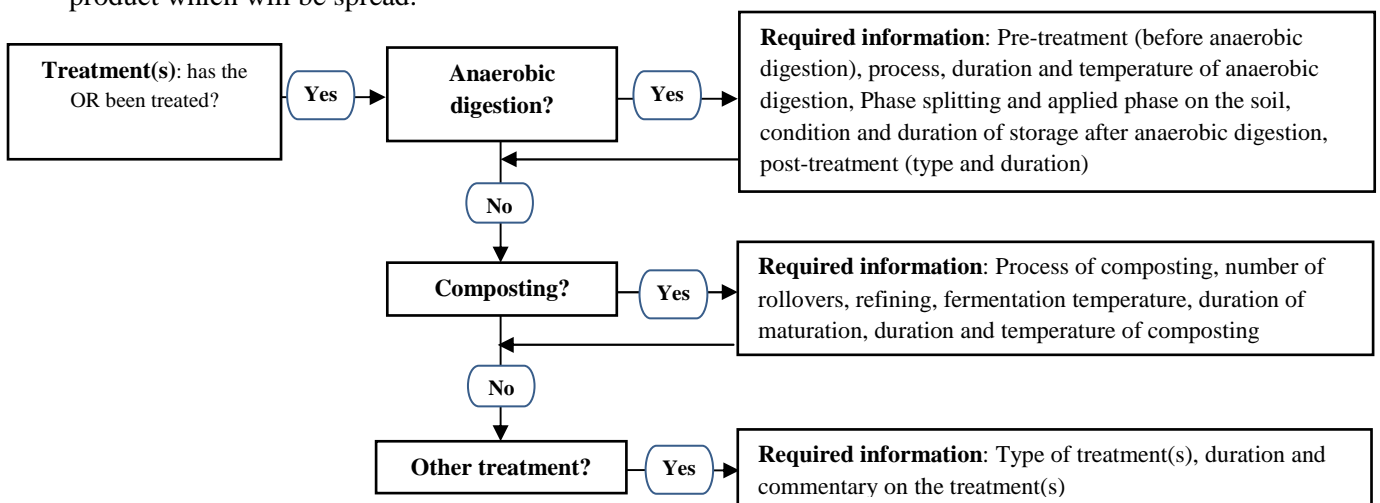 product which will be spread.
Treatment(s): has the
OR been treated?
Yes
Anaerobic
digestion?
Yes
Required information: Pre-treatment (before anaerobic
digestion), process, duration and temperature of anaerobic
digestion, Phase splitting and applied phase on the soil,
condition and duration of storage after anaerobic digestion,
post-treatment (type and duration)
No
Composting?
Yes
Required information: Process of composting, number of
rollovers, refining, fermentation temperature, duration of
maturation, duration and temperature of composting
No
Other treatment?
Yes
Required information: Type of treatment(s), duration and
commentary on the treatment(s)